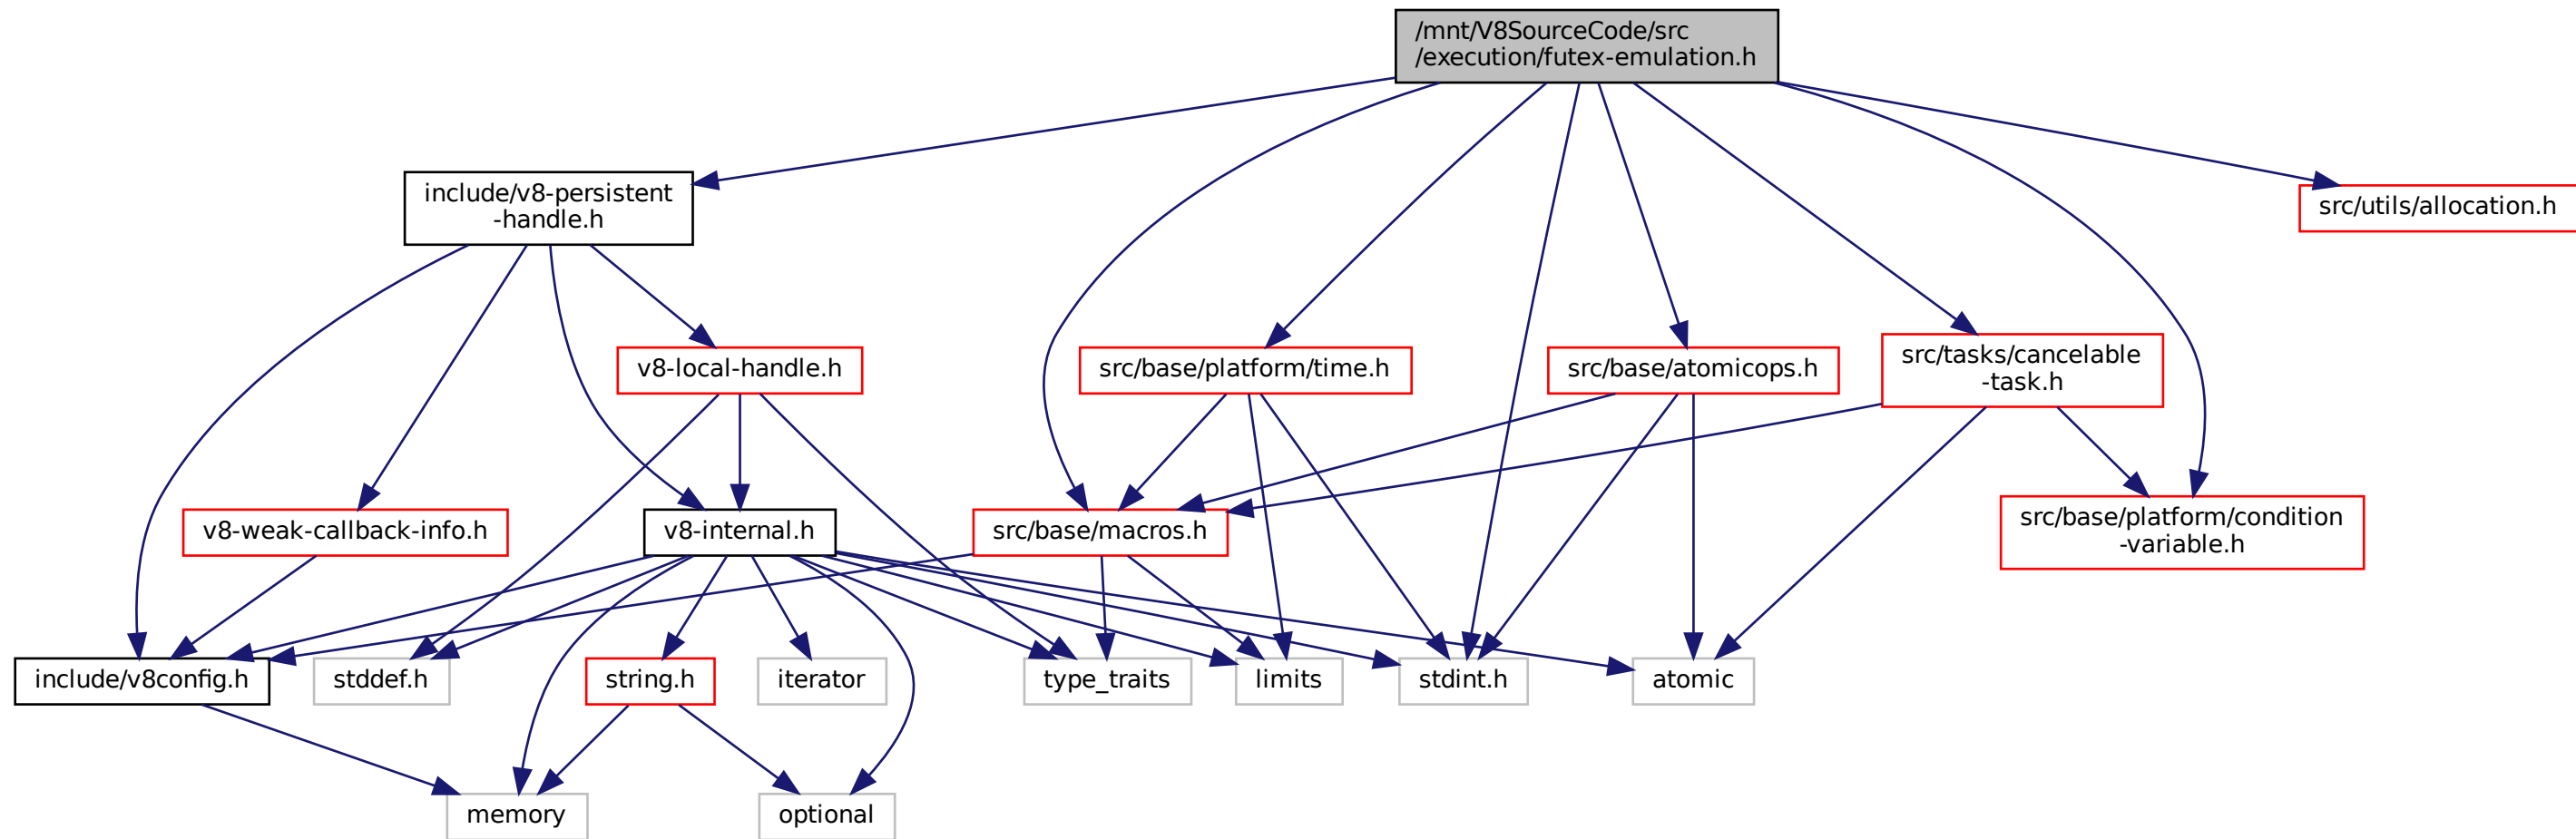 /mnt/V8SourceCode/src
/execution/futex-emulation.h
include/v8-persistent
-handle.h
src/utils/allocation.h
v8-local-handle.h
src/base/platform/time.h
src/base/atomicops.h
src/tasks/cancelable
-task.h
v8-weak-callback-info.h
v8-internal.h
src/base/macros.h
src/base/platform/condition
-variable.h
include/v8config.h
stddef.h
string.h
iterator
type_traits
limits
stdint.h
atomic
memory
optional